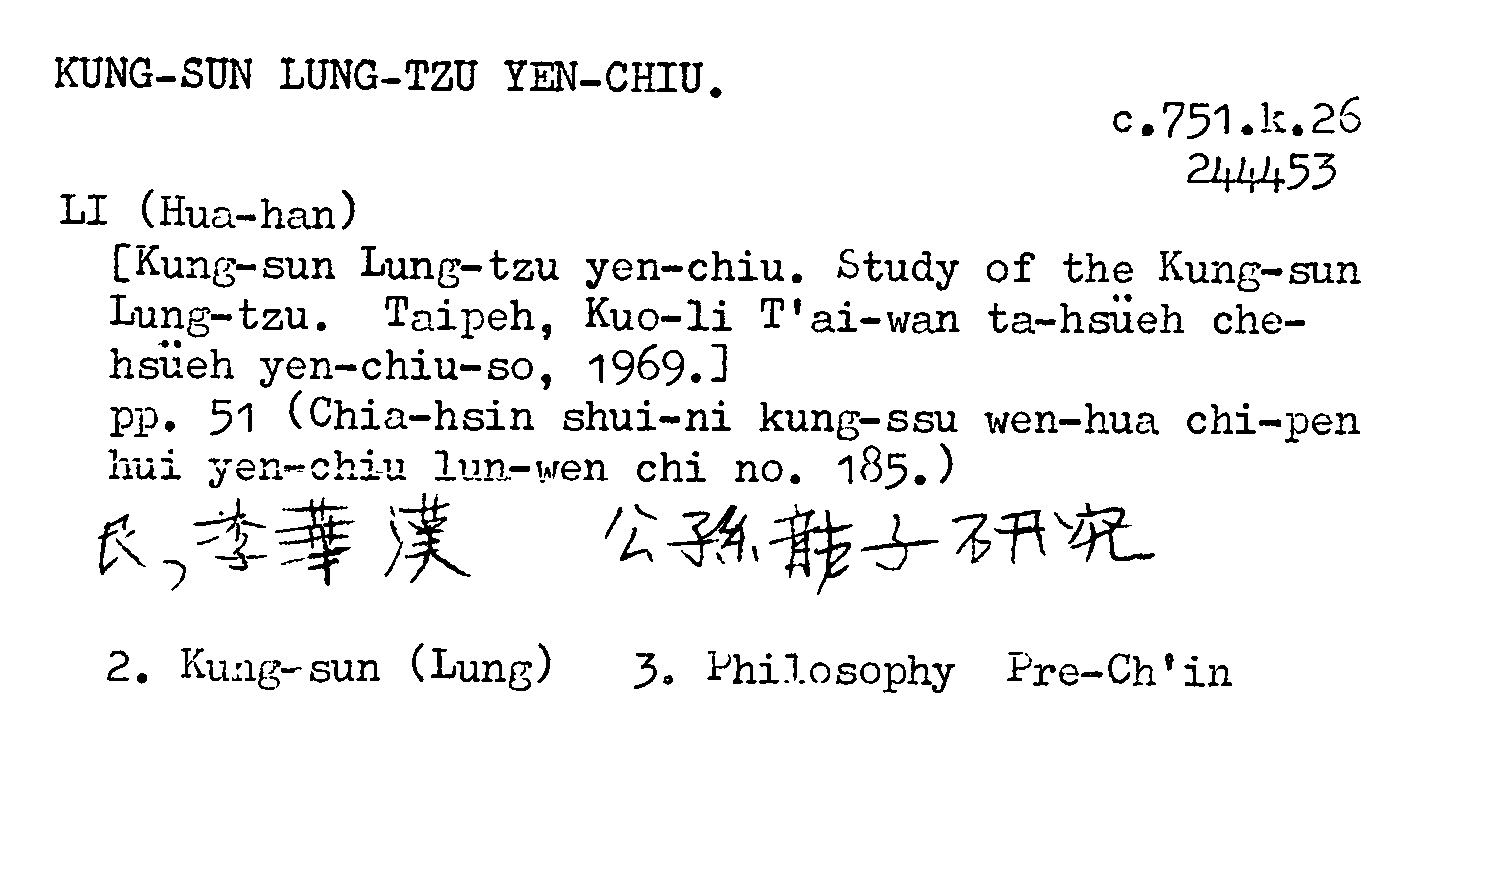 KUNG-SUN LUNG-TZU YEN-CHIU.
c.751.k.26
244453
LI (Hua-han)
[Kung-sun Lung-tzu yen-chiu. Study of the Kung-sun
Lung-tzu. Taipeh, Kuo-li T'ai-wan ta-hsüeh che-
hsüeh yen-chiu-so, 1969.]
pp. 51 (Chia-hsin shui-ni kung-ssu wen-hua chi-pen
hui yen-chiu lun-wen chi no. 185.)
民, 李華漢 公孫龍子研究
2. Kung-sun (Lung) 3. Philosophy Pre-Ch'in